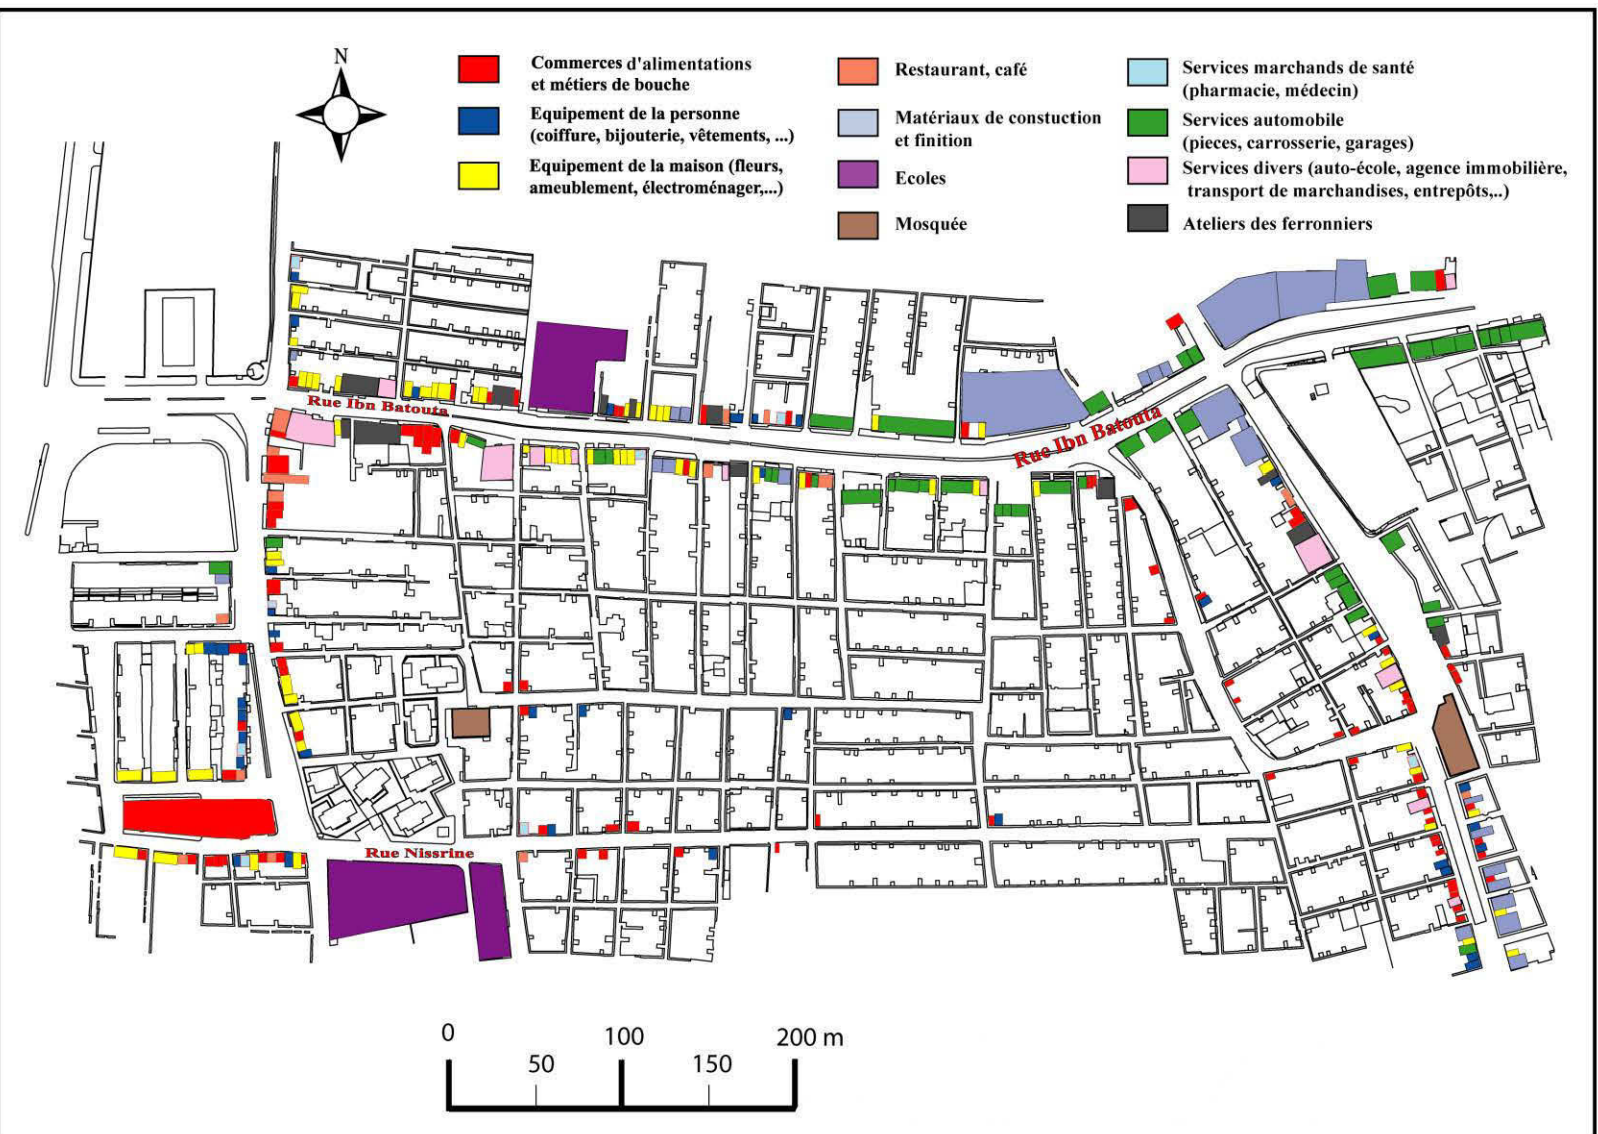 N
Commerces d'alimentations
et métiers de bouche
Equipement de la personne
(coiffure, bijouterie, vêtements, ...)
Equipement de la maison (fleurs,
ameublement, électroménager,...)
Restaurant, café
Matériaux de constuction
et finition
Ecoles
Mosquée
Services marchands de santé
(pharmacie, médecin)
Services automobile
(pieces, carrosserie, garages)
Services divers (auto-école, agence immobilière,
transport de marchandises, entrepôts,..)
Ateliers des ferronniers
Rue Ibn Batouta
Rue Ibn Batouta
Rue Nissrine
0 100 200 m
50 150